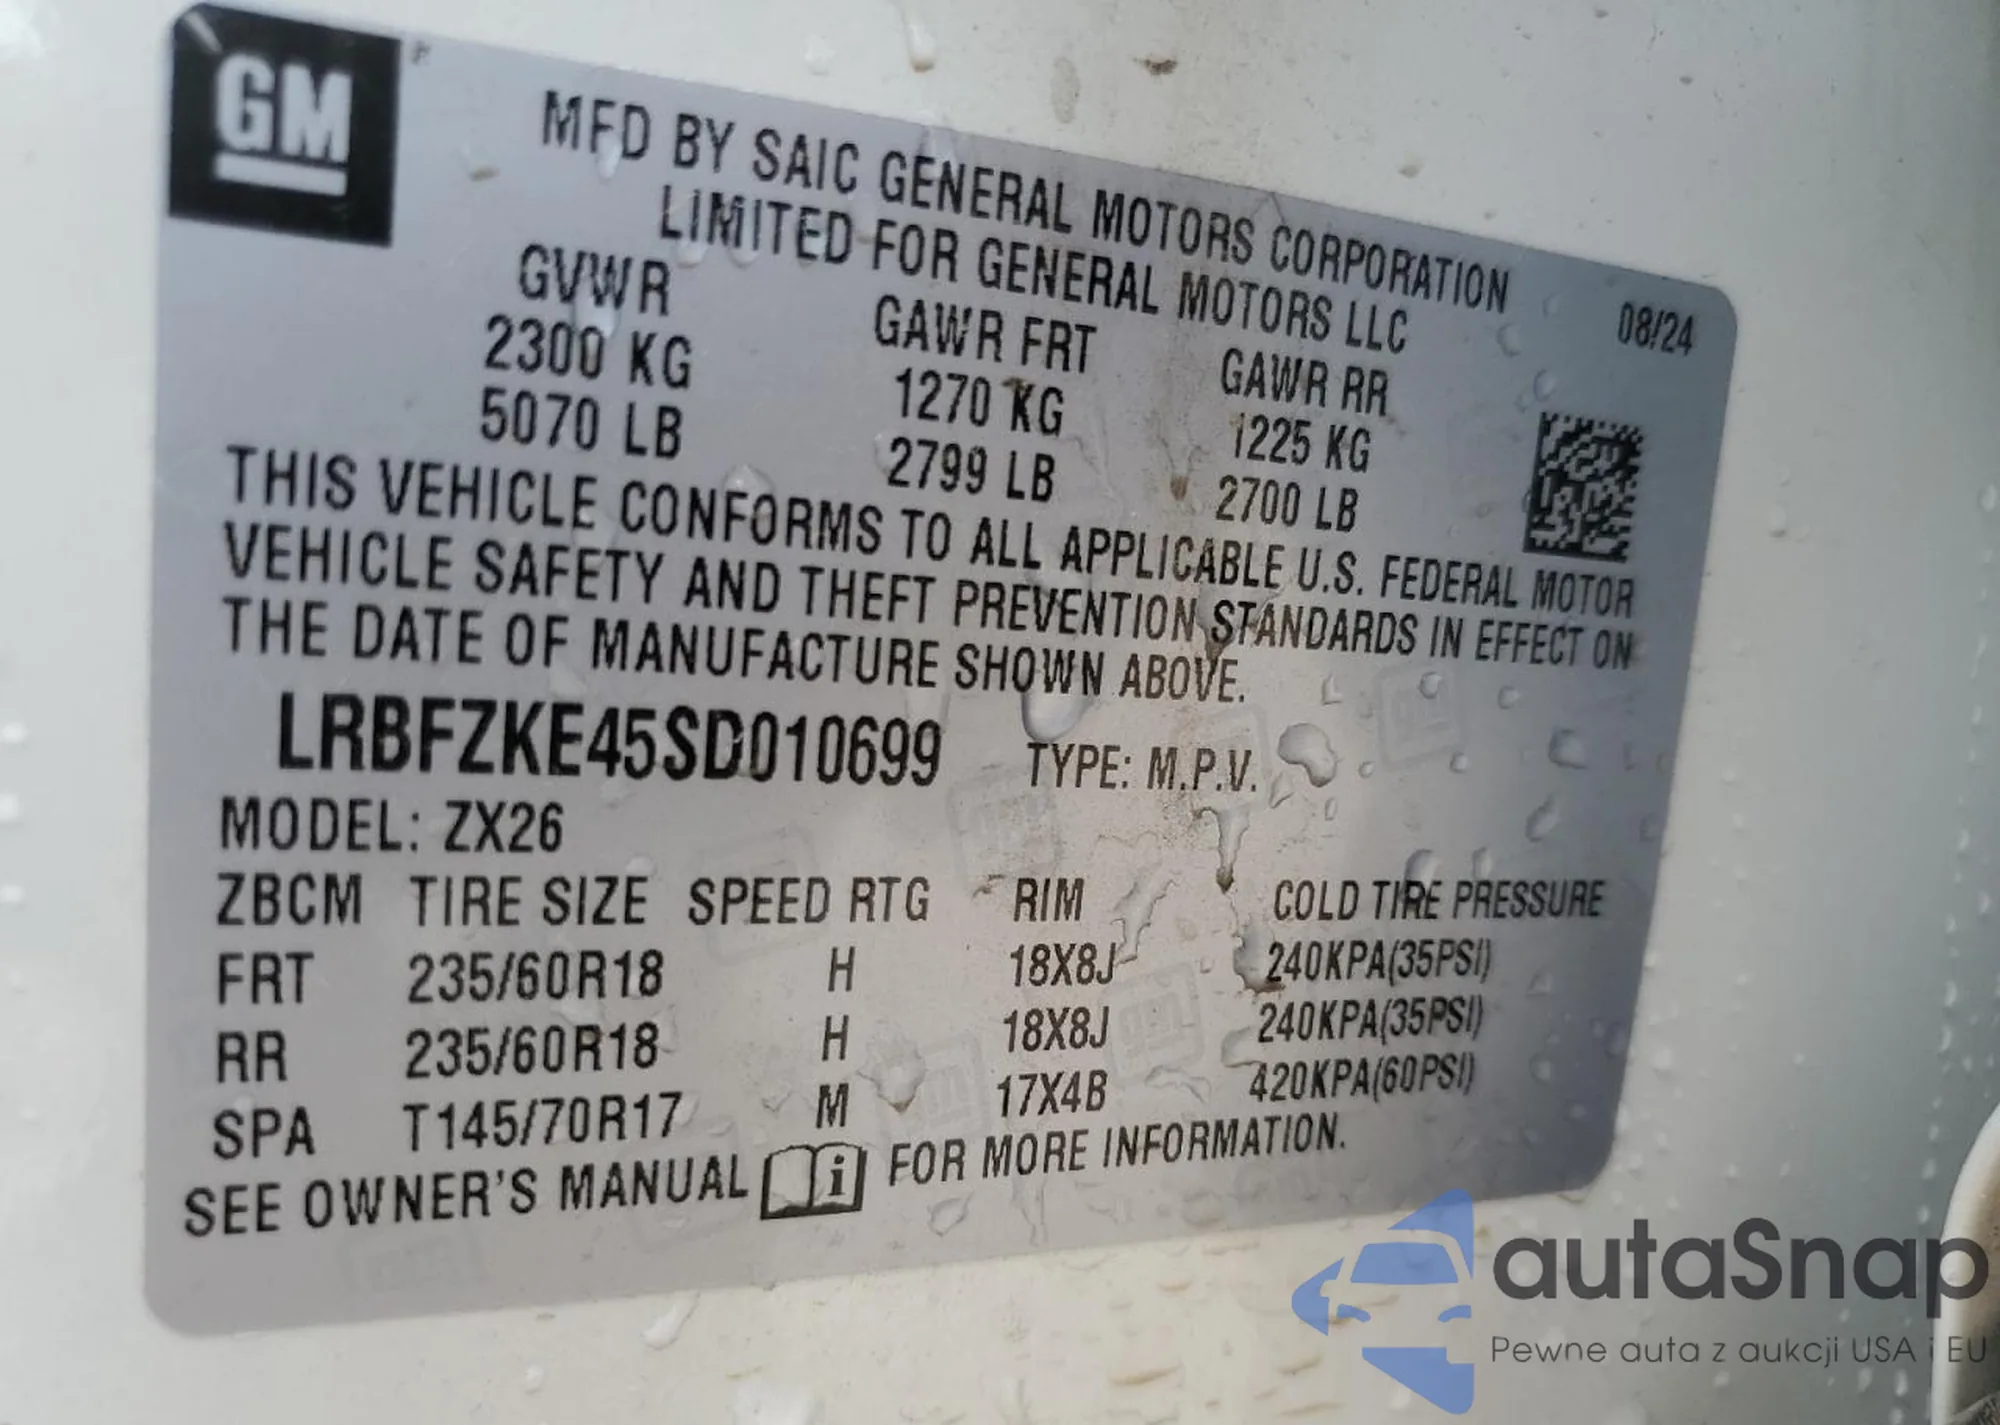 GM
MFD BY SAIC GENERAL MOTORS CORPORATION
LIMITED FOR GENERAL MOTORS LLC
08/24
GVWR GAWR FRT GAWR RR
2300 KG 1270 KG 1225 KG
5070 LB 2799 LB 2700 LB
THIS VEHICLE CONFORMS TO ALL APPLICABLE U.S. FEDERAL MOTOR
VEHICLE SAFETY AND THEFT PREVENTION STANDARDS IN EFFECT ON
THE DATE OF MANUFACTURE SHOWN ABOVE.
LRBFZKE45SD010699 TYPE: M.P.V.
MODEL: ZX26
ZBCM TIRE SIZE SPEED RTG RIM COLD TIRE PRESSURE
FRT 235/60R18 H 18X8J 240KPA(35PSI)
RR 235/60R18 H 18X8J 240KPA(35PSI)
SPA T145/70R17 M 17X4B 420KPA(60PSI)
SEE OWNER'S MANUAL i FOR MORE INFORMATION.
autaSnap
Pewne auta z aukcji USA i EU